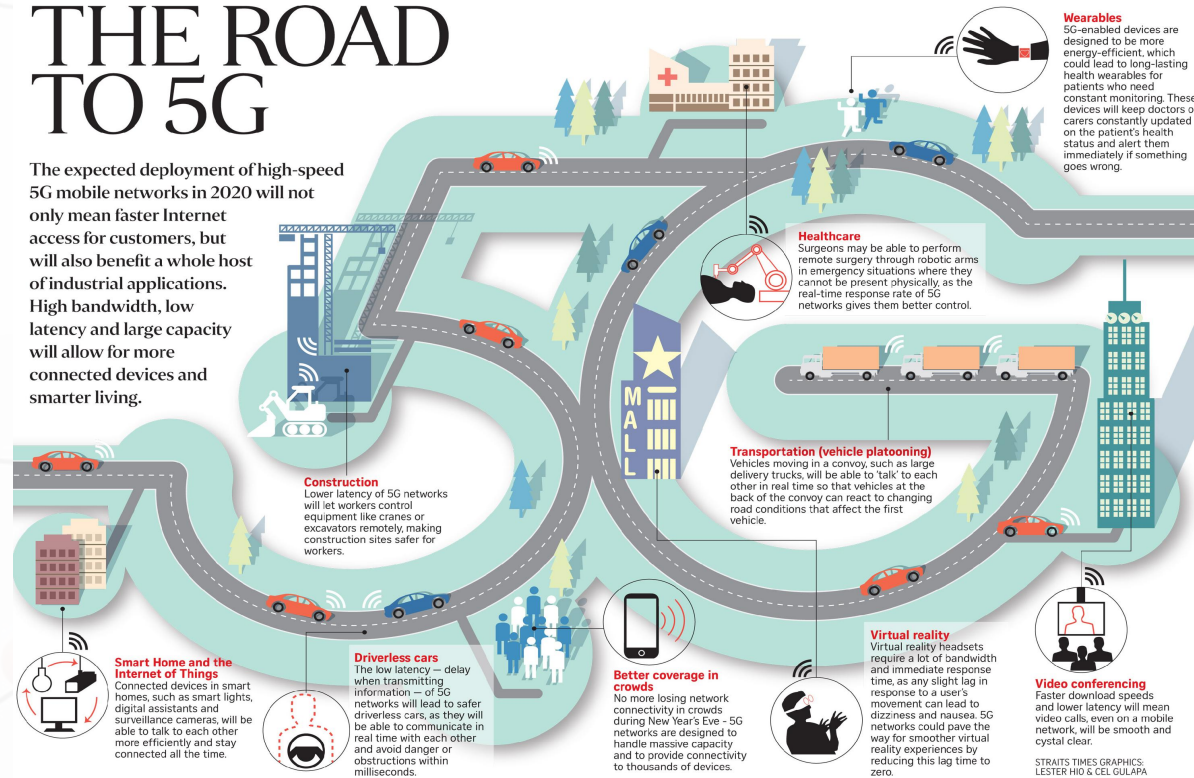 THE ROAD
TO 5G
The expected deployment of high-speed
5G mobile networks in 2020 will not
only mean faster Internet
access for customers, but
will also benefit a whole host
of industrial applications.
High bandwidth, low
latency and large capacity
will allow for more
connected devices and
smarter living.
Wearables
5G-enabled devices are
designed to be more
energy-efficient, which
could lead to long-lasting
health wearables for
patients who need
constant monitoring. These
devices will keep doctors o
carers constantly updated
on the patient's health
status and alert them
immediately if something
goes wrong.
Healthcare
Surgeons may be able to perform
remote surgery through robotic arms
in emergency situations where they
cannot be present physically, as the
real-time response rate of 5G
networks gives them better control.
MALL
Transportation (vehicle platooning)
Vehicles moving in a convoy, such as large
delivery trucks, will be able to 'talk' to each
other in real time so that vehicles at the
back of the convoy can react to changing
road conditions that affect the first
vehicle.
Construction
Lower latency of 5G networks
will let workers control
equipment like cranes or
excavators remotely, making
construction sites safer for
workers.
Smart Home and the
Internet of Things
Connected devices in smart
homes, such as smart lights,
digital assistants and
surveillance cameras, will be
able to talk to each other
more efficiently and stay
connected all the time.
Driverless cars
The low latency — delay
when transmitting
information — of 5G
networks will lead to safer
driverless cars, as they will
be able to communicate in
real time with each other
and avoid danger or
obstructions within
milliseconds.
Better coverage in
crowds
No more losing network
connectivity in crowds
during New Year's Eve - 5G
networks are designed to
handle massive capacity
and to provide connectivity
to thousands of devices.
Virtual reality
Virtual reality headsets
require a lot of bandwidth
and immediate response
time, as any slight lag in
response to a user's
movement can lead to
dizziness and nausea. 5G
networks could pave the
way for smoother virtual
reality experiences by
reducing this lag time to
zero.
Video conferencing
Faster download speeds
and lower latency will mean
video calls, even on a mobile
network, will be smooth and
cystal clear.
STRAITS TIMES GRAPHICS:
LESTER HIO & CEL GULAPA